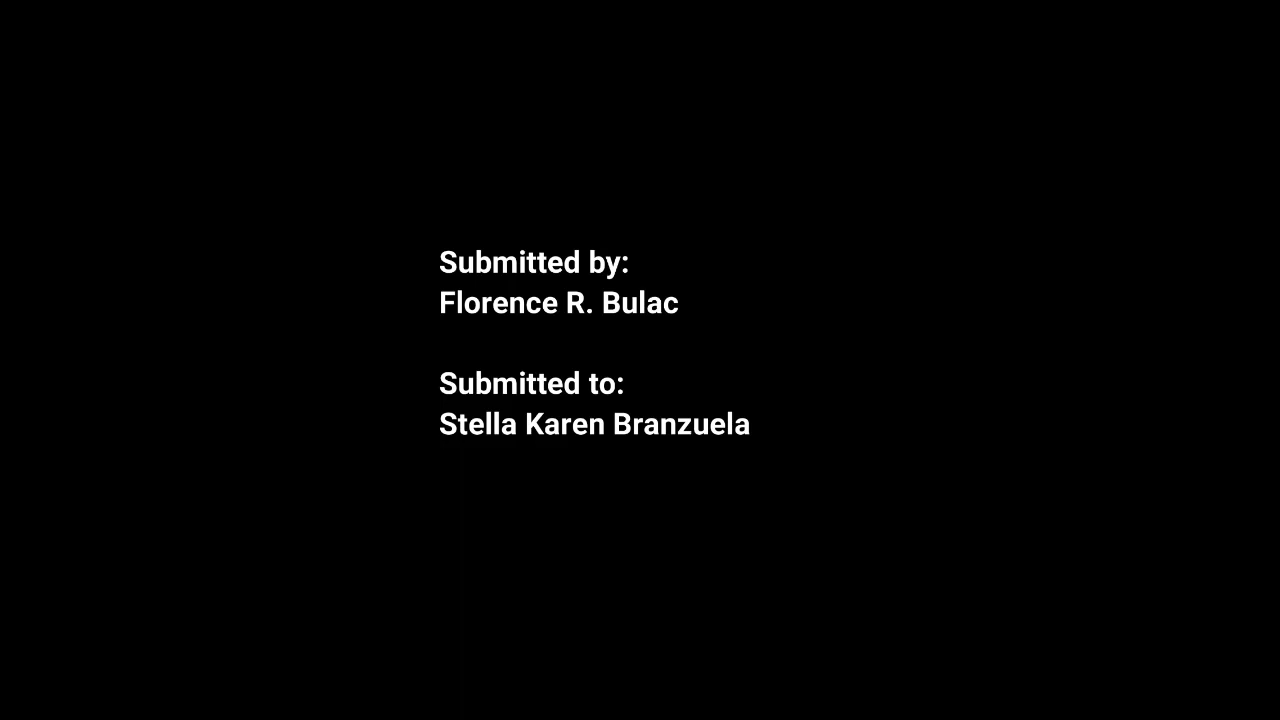 Submitted by:
Florence R. Bulac
Submitted to:
Stella Karen Branzuela